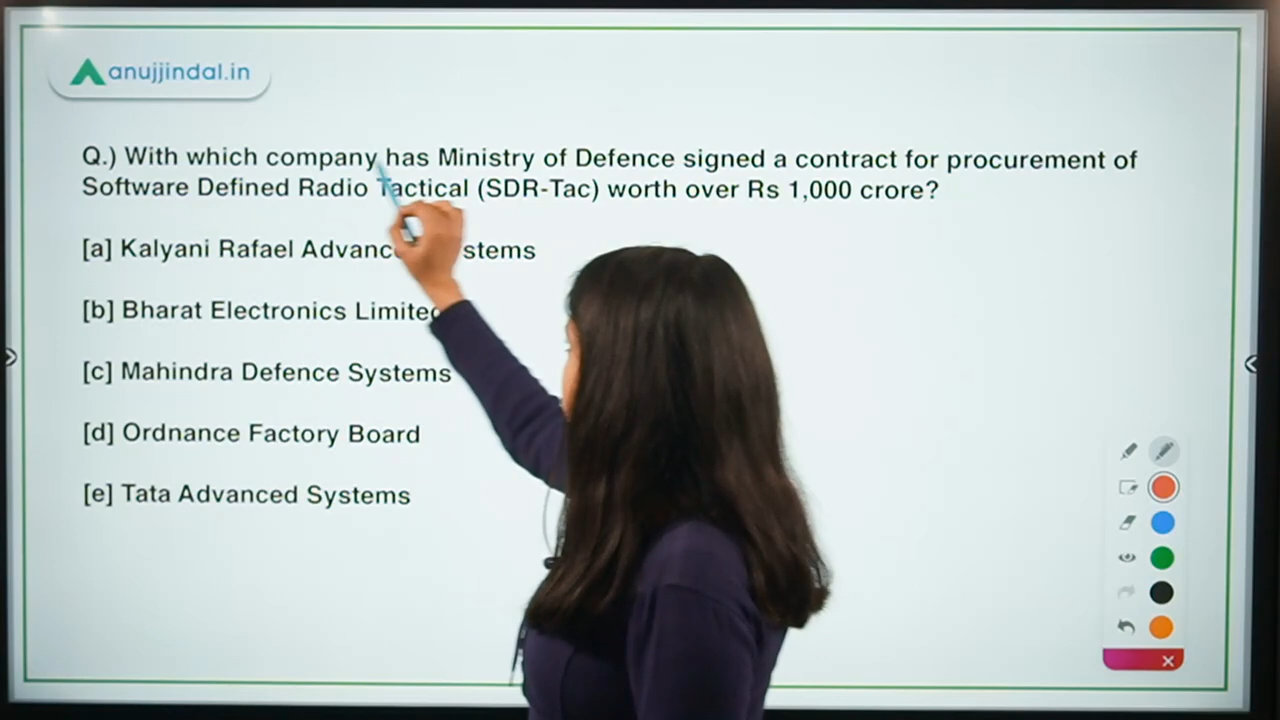 anujjindal.in
Q.) With which company has Ministry of Defence signed a contract for procurement of
Software Defined Radio Tactical (SDR-Tac) worth over Rs 1,000 crore?
[a] Kalyani Rafael stems
[b] Bharat Electronics
[c] Mahindra Defence Systems
[d] Ordnance Factory Board
[e] Tata Advanced Systems